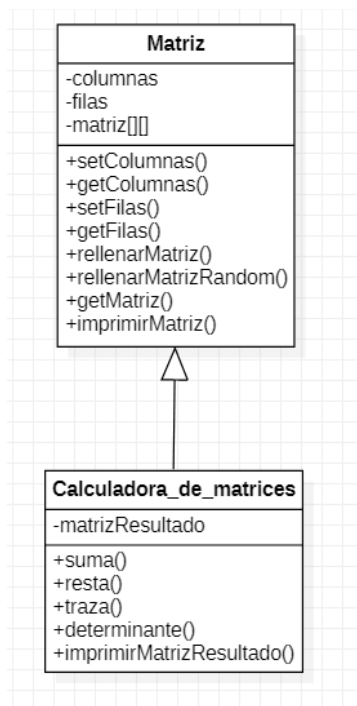 Matriz
-columnas
-filas
-matriz[][]
+setColumnas()
+getColumnas()
+setFilas()
+getFilas()
+rellenarMatriz()
+rellenarMatrizRandom()
+getMatriz()
+imprimirMatriz()
Calculadora_de_matrices
-matrizResultado
+suma()
+resta()
+traza()
+determinante()
+imprimirMatrizResultado()